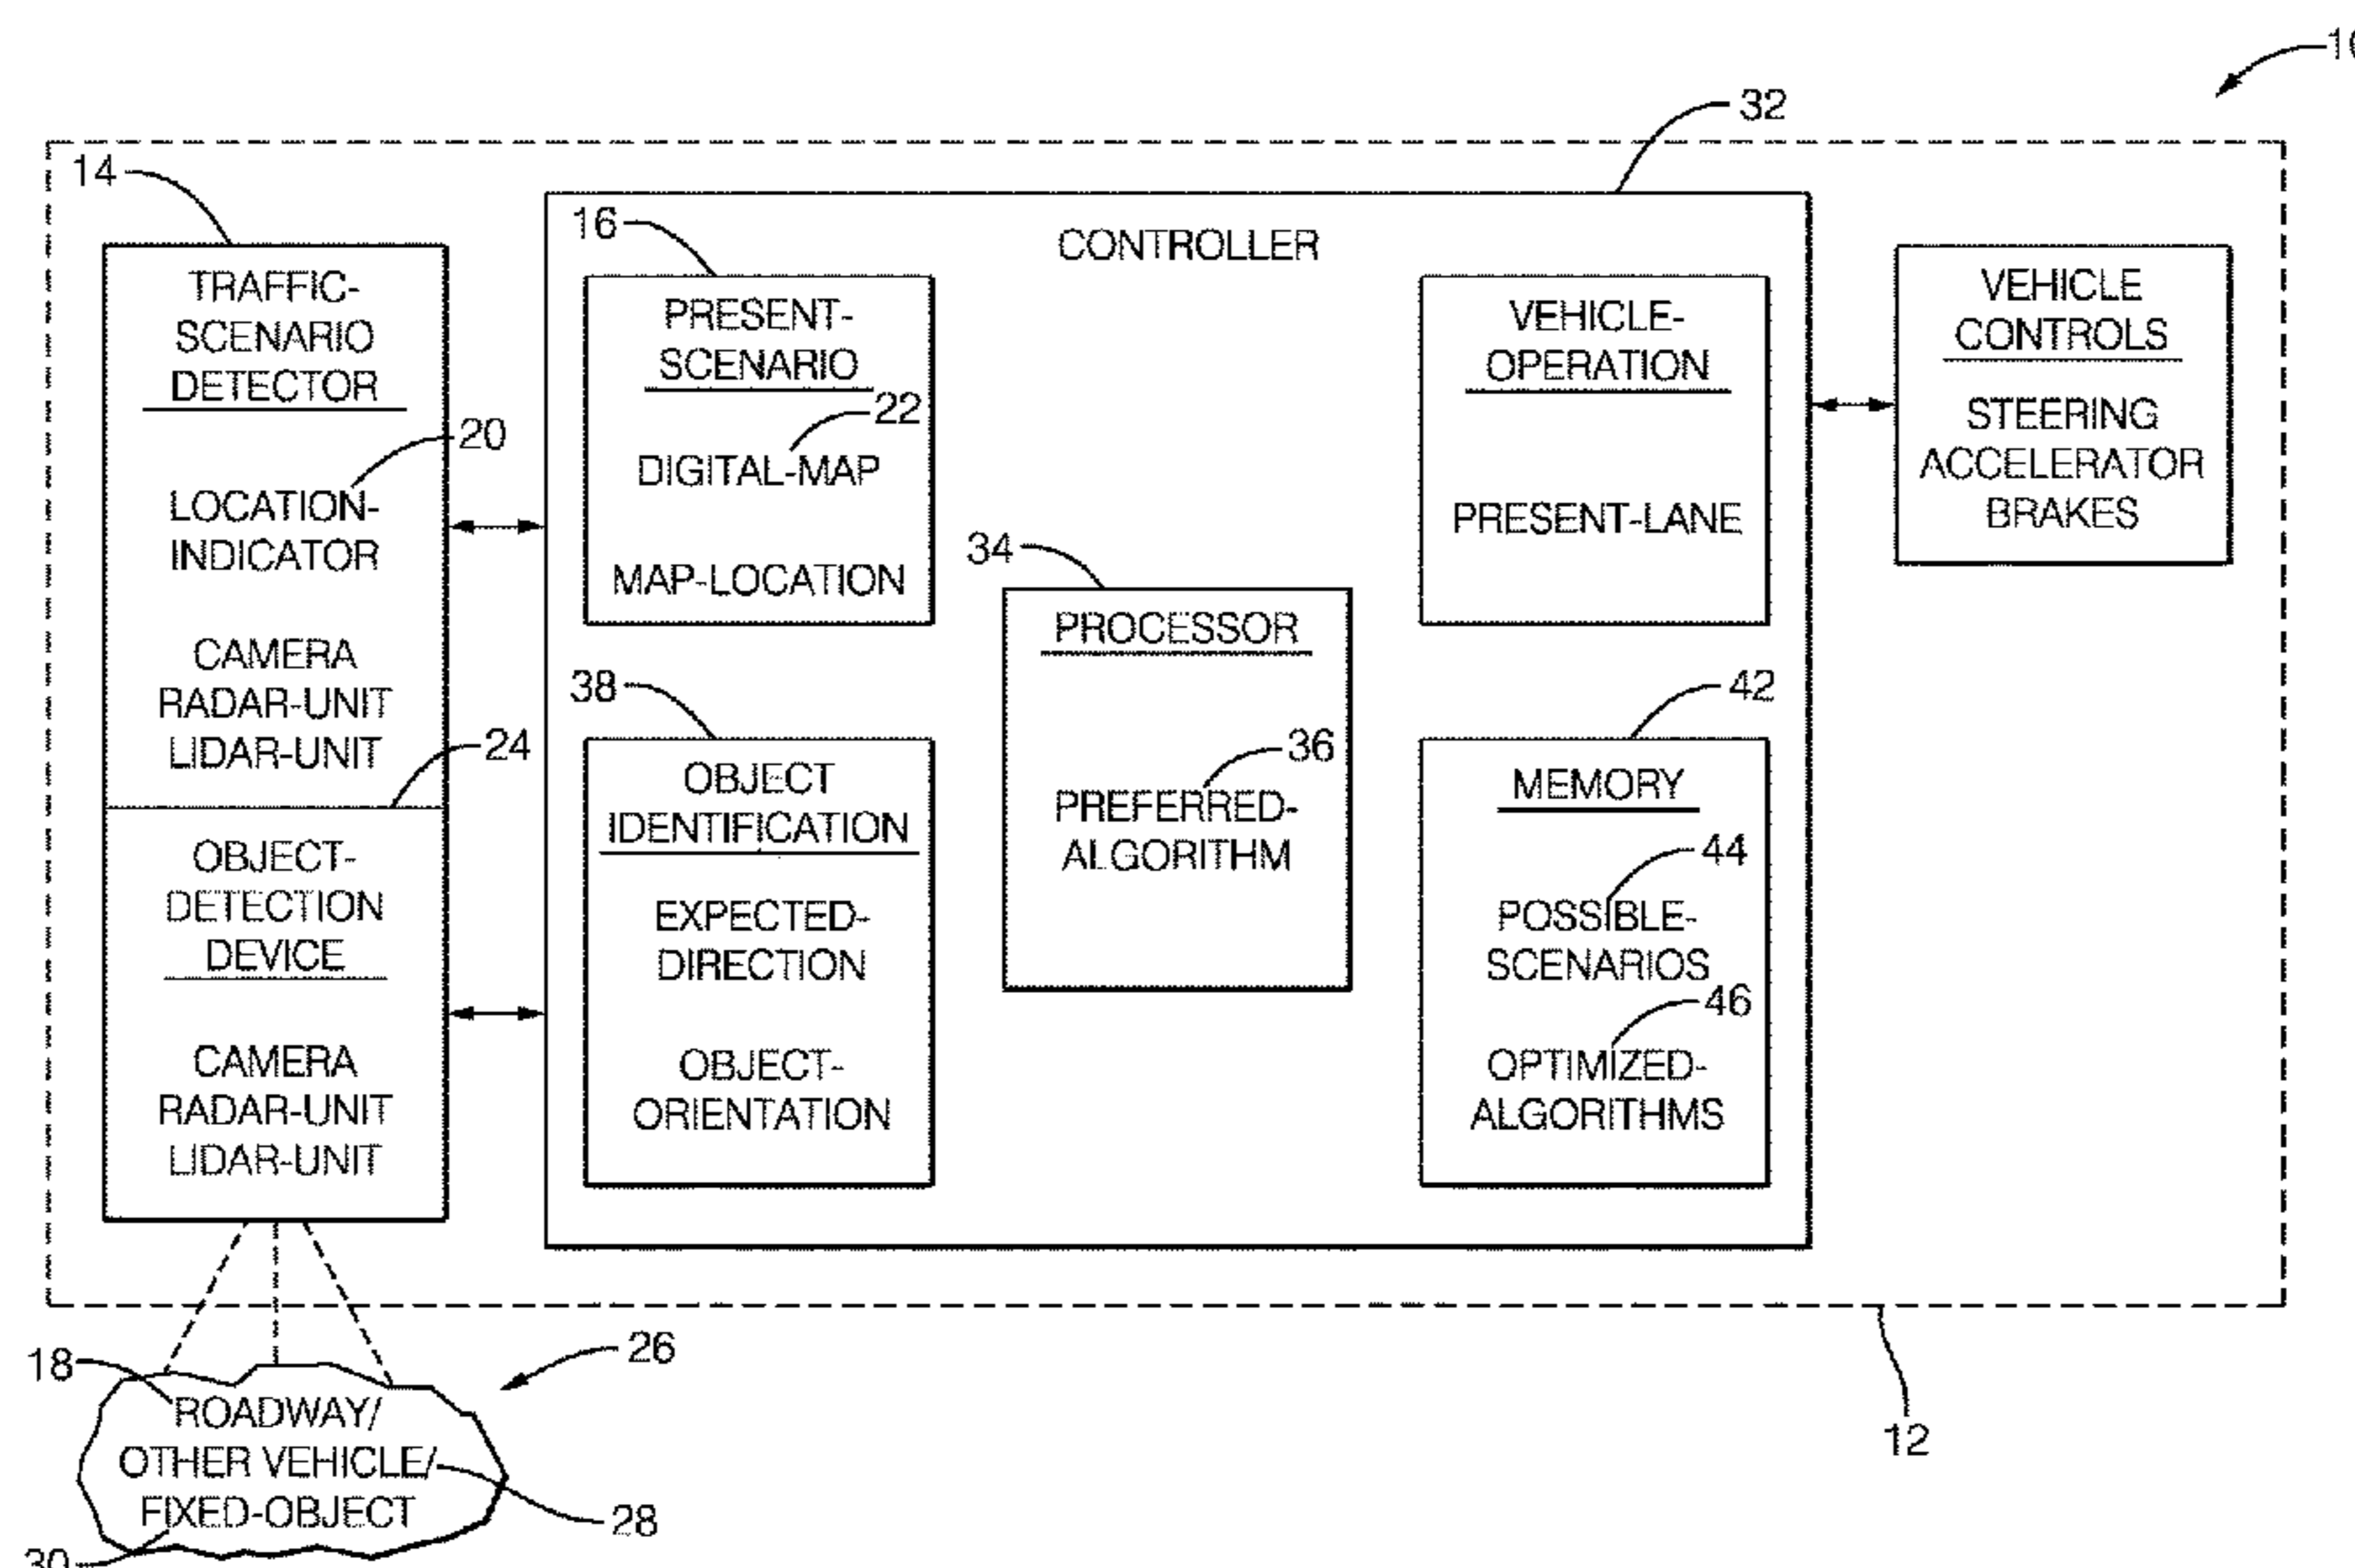 10
32
14
TRAFFIC-
SCENARIO
DETECTOR
20
LOCATION-
INDICATOR
CAMERA
RADAR-UNIT
LIDAR-UNIT
24
OBJECT-
DETECTION
DEVICE
CAMERA
RADAR-UNIT
LIDAR-UNIT
CONTROLLER
16
PRESENT-
SCENARIO
22
DIGITAL-MAP
MAP-LOCATION
38
OBJECT
IDENTIFICATION
EXPECTED-
DIRECTION
OBJECT-
ORIENTATION
34
PROCESSOR
36
PREFERRED-
ALGORITHM
VEHICLE-
OPERATION
PRESENT-LANE
42
MEMORY
44
POSSIBLE-
SCENARIOS
46
OPTIMIZED-
ALGORITHMS
VEHICLE
CONTROLS
STEERING
ACCELERATOR
BRAKES
12
26
18
ROADWAY/
OTHER VEHICLE/
FIXED-OBJECT
28
30